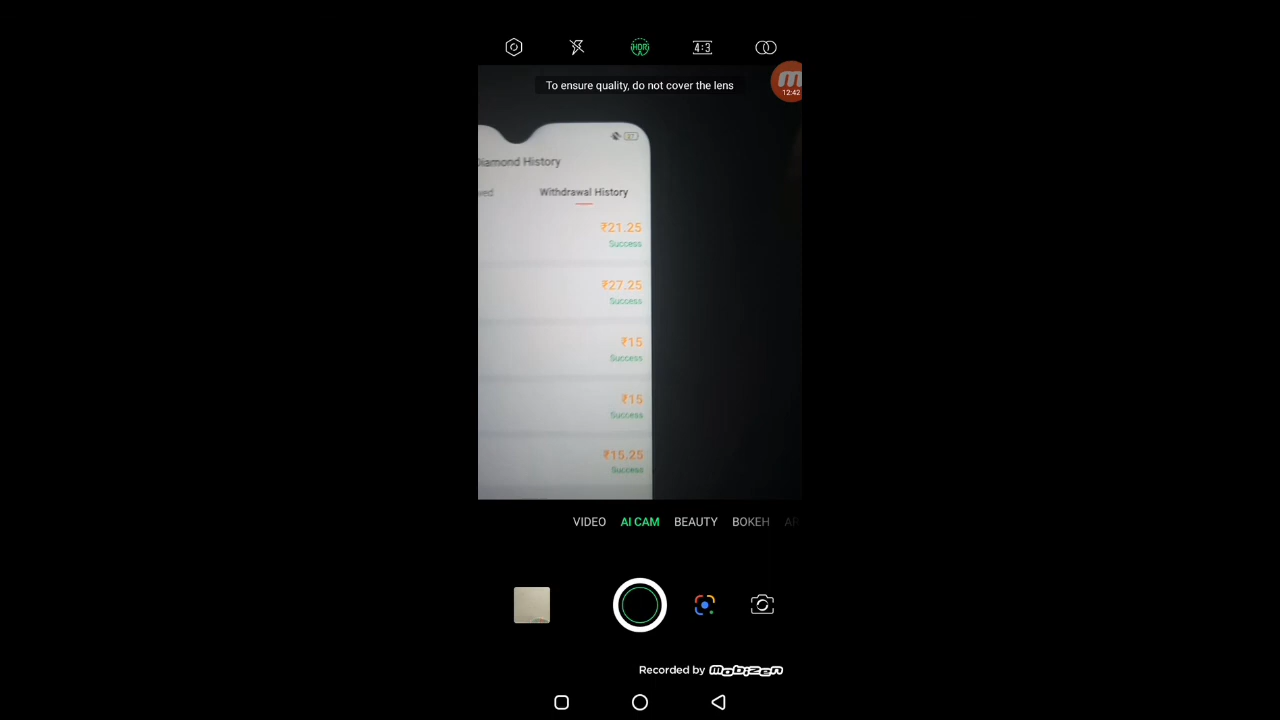 HDR
4:3
To ensure quality, do not cover the lens
12:42
Diamond History
Withdrawal History
₹21.25
Success
₹27.25
Success
₹15
Success
₹15
Success
₹15.25
Success
VIDEO AI CAM BEAUTY BOKEH
Recorded by mobizen